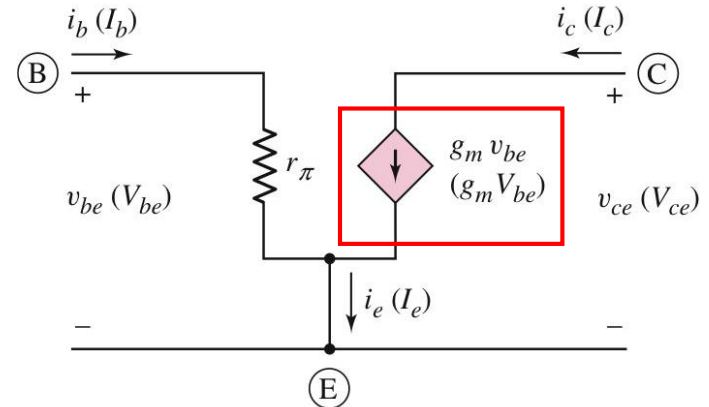 i_b (I_b)
i_c (I_c)
B
C
+
+
r_π
g_m v_be
(g_m V_be)
v_be (V_be)
v_ce (V_ce)
i_e (I_e)
−
−
E